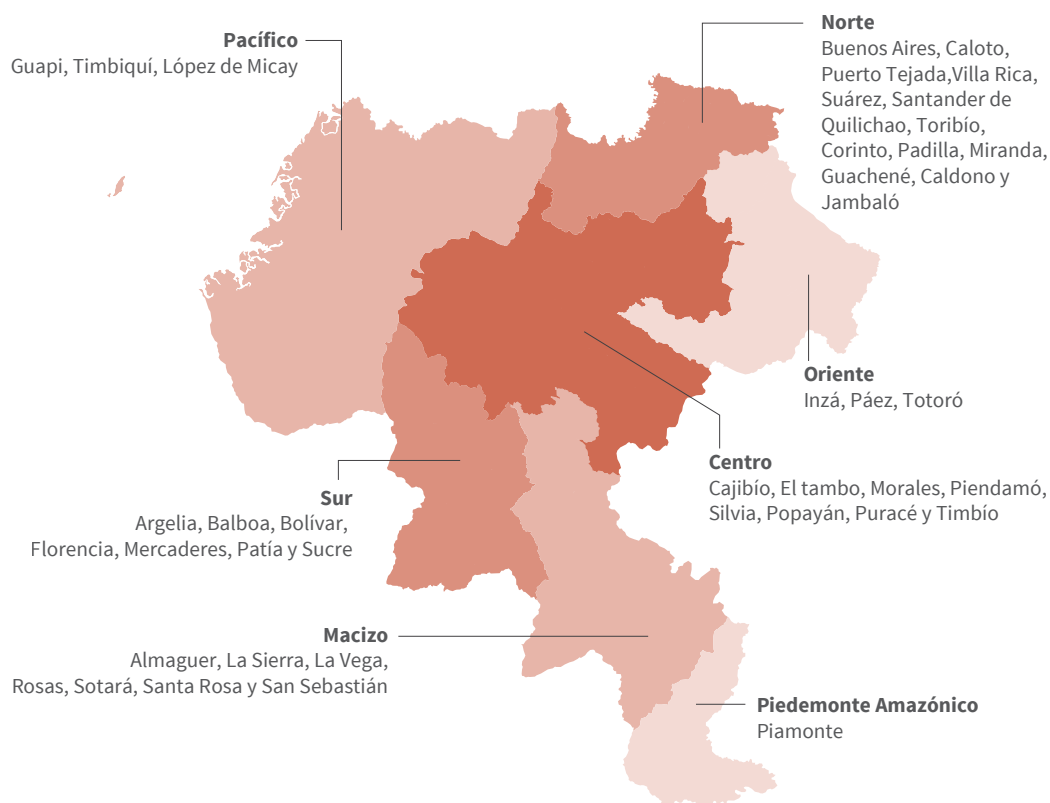 Pacífico
Guapi, Timbiquí, López de Micay
Norte
Buenos Aires, Caloto,
Puerto Tejada,Villa Rica,
Suárez, Santander de
Quilichao, Toribío,
Corinto, Padilla, Miranda,
Guachené, Caldono y
Jambaló
Oriente
Inzá, Páez, Totoró
Centro
Cajibío, El tambo, Morales, Piendamó,
Silvia, Popayán, Puracé y Timbío
Sur
Argelia, Balboa, Bolívar,
Florencia, Mercaderes, Patía y Sucre
Macizo
Almaguer, La Sierra, La Vega,
Rosas, Sotará, Santa Rosa y San Sebastián
Piedemonte Amazónico
Piamonte